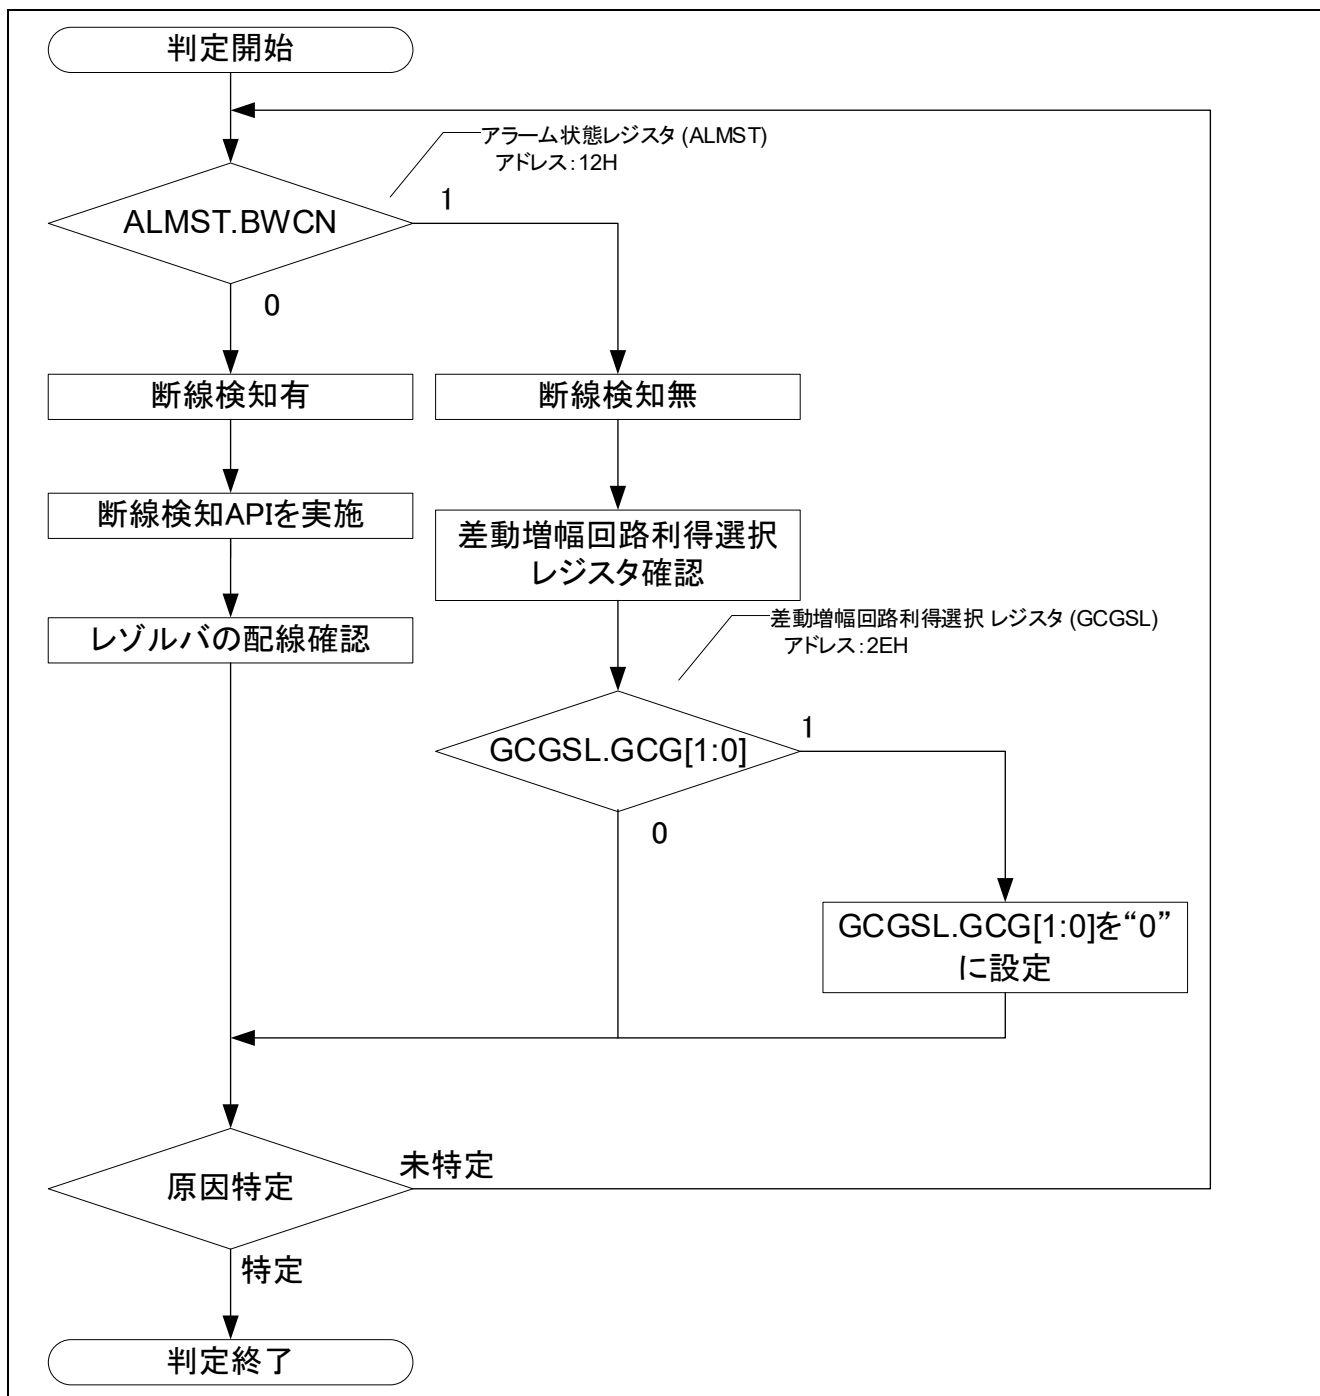 判定開始
アラーム状態レジスタ (ALMST)
アドレス：12H
ALMST.BWCN
1
0
断線検知有
断線検知無
断線検知APIを実施
差動増幅回路利得選択
レジスタ確認
レゾルバの配線確認
差動増幅回路利得選択 レジスタ (GCGSL)
アドレス：2EH
GCGSL.GCG[1:0]
1
0
GCGSL.GCG[1:0]を“0”
に設定
原因特定
未特定
特定
判定終了